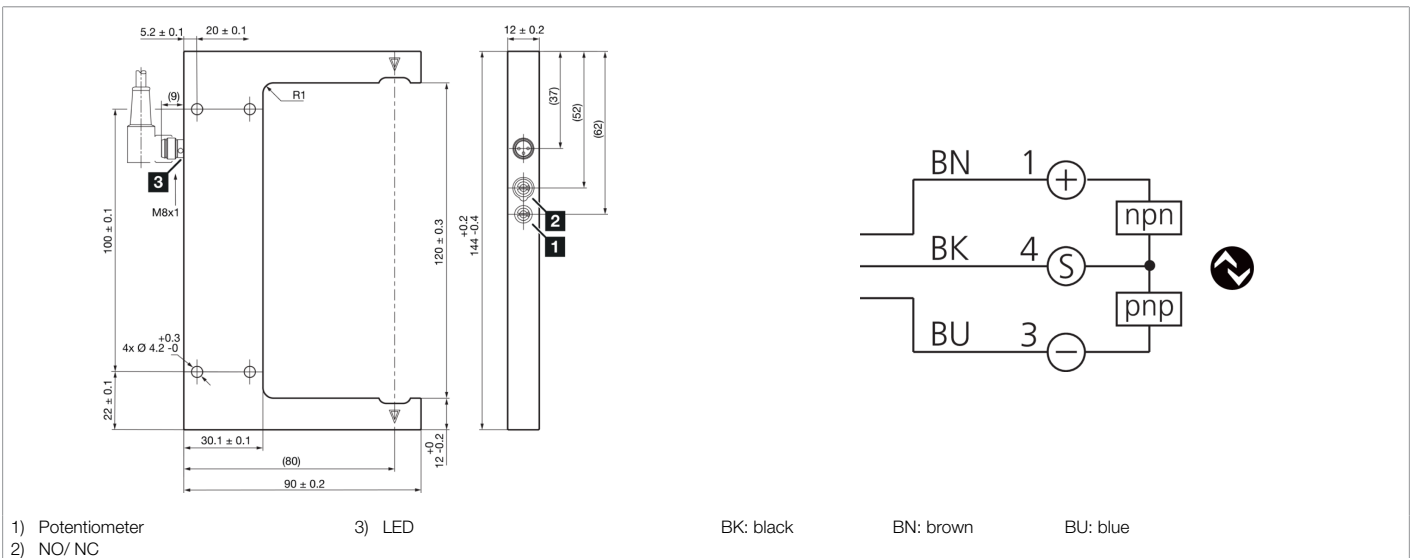 5.2 ± 0.1
20 ± 0.1
12 ± 0.2
(9)
R1
(37)
(52)
(62)
3
M8x1
2
1
100 ± 0.1
120 ± 0.3
+0.2
144 -0.4
+0.3
4x Ø 4.2 -0
22 ± 0.1
30.1 ± 0.1
+0
12 -0.2
(80)
90 ± 0.2
BN 1 +
npn
BK 4 S
pnp
BU 3 −
1) Potentiometer 3) LED BK: black BN: brown BU: blue
2) NO/ NC